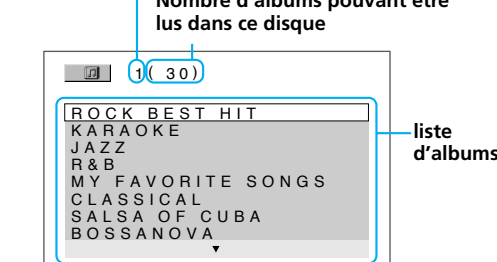 Nombre d'albums pouvant être
lus dans ce disque
1 ( 30)
ROCK BEST HIT
KARAOKE
JAZZ
R&B
MY FAVORITE SONGS
CLASSICAL
SALSA OF CUBA
BOSSANOVA
liste
d'albums